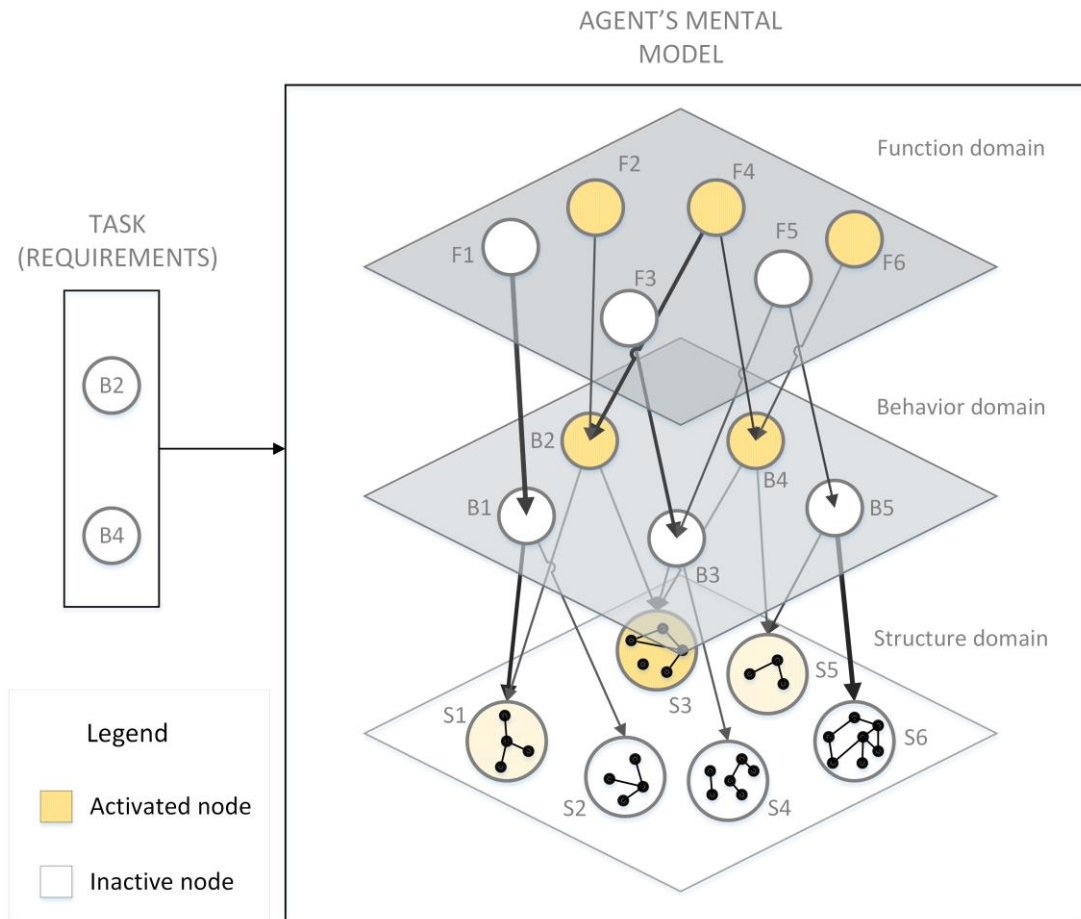 AGENT'S MENTAL
MODEL
TASK
(REQUIREMENTS)
B2
B4
Function domain
F2
F4
F1
F5
F6
F3
Behavior domain
B2
B4
B1
B5
B3
Structure domain
S3
S5
S1
S6
S2
S4
Legend
Activated node
Inactive node